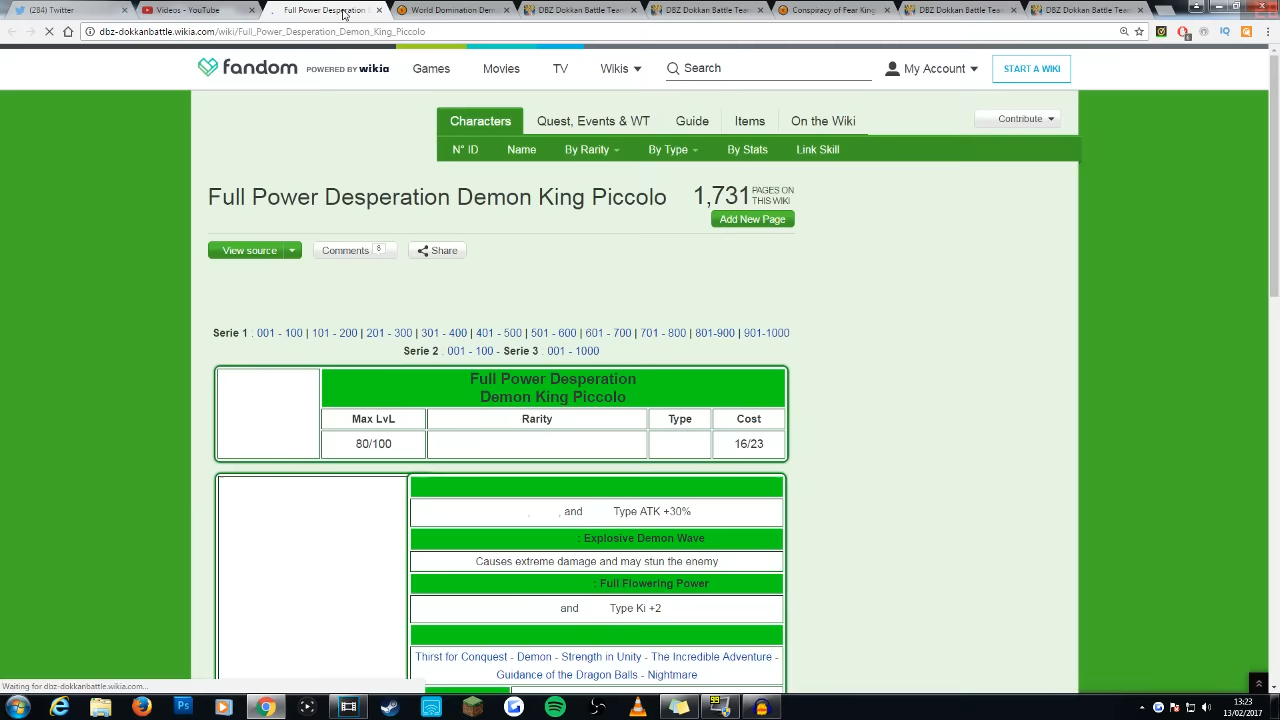 (284) Twitter
Videos - YouTube
Full Power Desperation D
World Domination Demon
DBZ Dokkan Battle Team
DBZ Dokkan Battle Team
Conspiracy of Fear King
DBZ Dokkan Battle Team
DBZ Dokkan Battle Team
dbz-dokkanbattle.wikia.com/wiki/Full_Power_Desperation_Demon_King_Piccolo
fandom POWERED BY wikia
Games Movies TV Wikis Search My Account START A WIKI
Characters Quest, Events & WT Guide Items On the Wiki Contribute
N° ID Name By Rarity By Type By Stats Link Skill
Full Power Desperation Demon King Piccolo
1,731 PAGES ON THIS WIKI
Add New Page
View source Comments 8 Share
Serie 1 : 001 - 100 | 101 - 200 | 201 - 300 | 301 - 400 | 401 - 500 | 501 - 600 | 601 - 700 | 701 - 800 | 801-900 | 901-1000
Serie 2 : 001 - 100 - Serie 3 : 001 - 1000
Full Power Desperation
Demon King Piccolo
Max LvL Rarity Type Cost
80/100 16/23
, , and Type ATK +30%
: Explosive Demon Wave
Causes extreme damage and may stun the enemy
: Full Flowering Power
and Type Ki +2
Thirst for Conquest - Demon - Strength in Unity - The Incredible Adventure -
Guidance of the Dragon Balls - Nightmare
Waiting for dbz-dokkanbattle.wikia.com...
13:23
13/02/2017